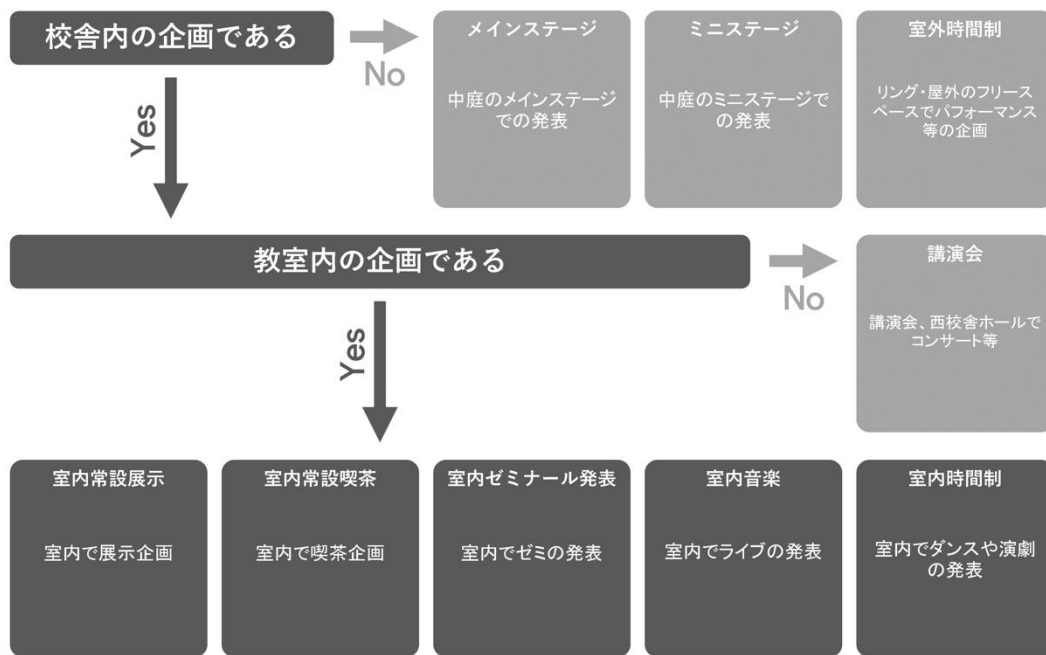 校舎内の企画である
No
Yes
メインステージ
中庭のメインステージ
での発表
ミニステージ
中庭のミニステージで
の発表
室外時間制
リング・屋外のフリース
ペースでパフォーマンス
等の企画
教室内の企画である
No
Yes
講演会
講演会、西校舎ホールで
コンサート等
室内常設展示
室内で展示企画
室内常設喫茶
室内で喫茶企画
室内ゼミナール発表
室内でゼミの発表
室内音楽
室内でライブの発表
室内時間制
室内でダンスや演劇
の発表